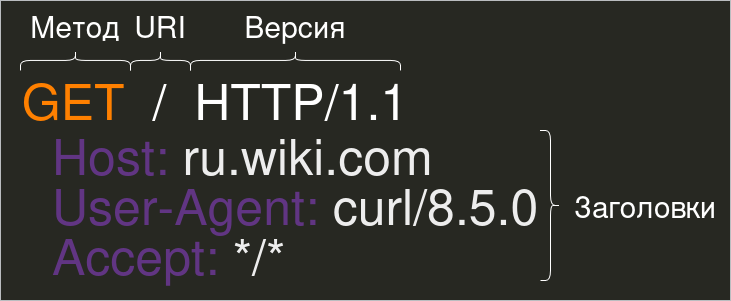 Метод URI Версия
GET / HTTP/1.1
Host: ru.wiki.com
User-Agent: curl/8.5.0
Accept: */*
Заголовки